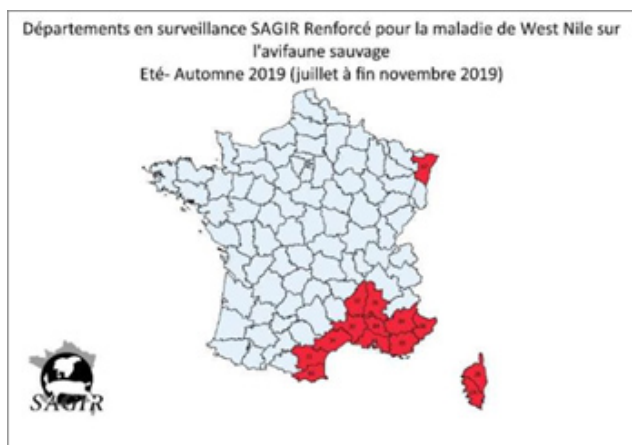 Départements en surveillance SAGIR Renforcé pour la maladie de West Nile sur
l'avifaune sauvage
Eté- Automne 2019 (juillet à fin novembre 2019)
SAGIR